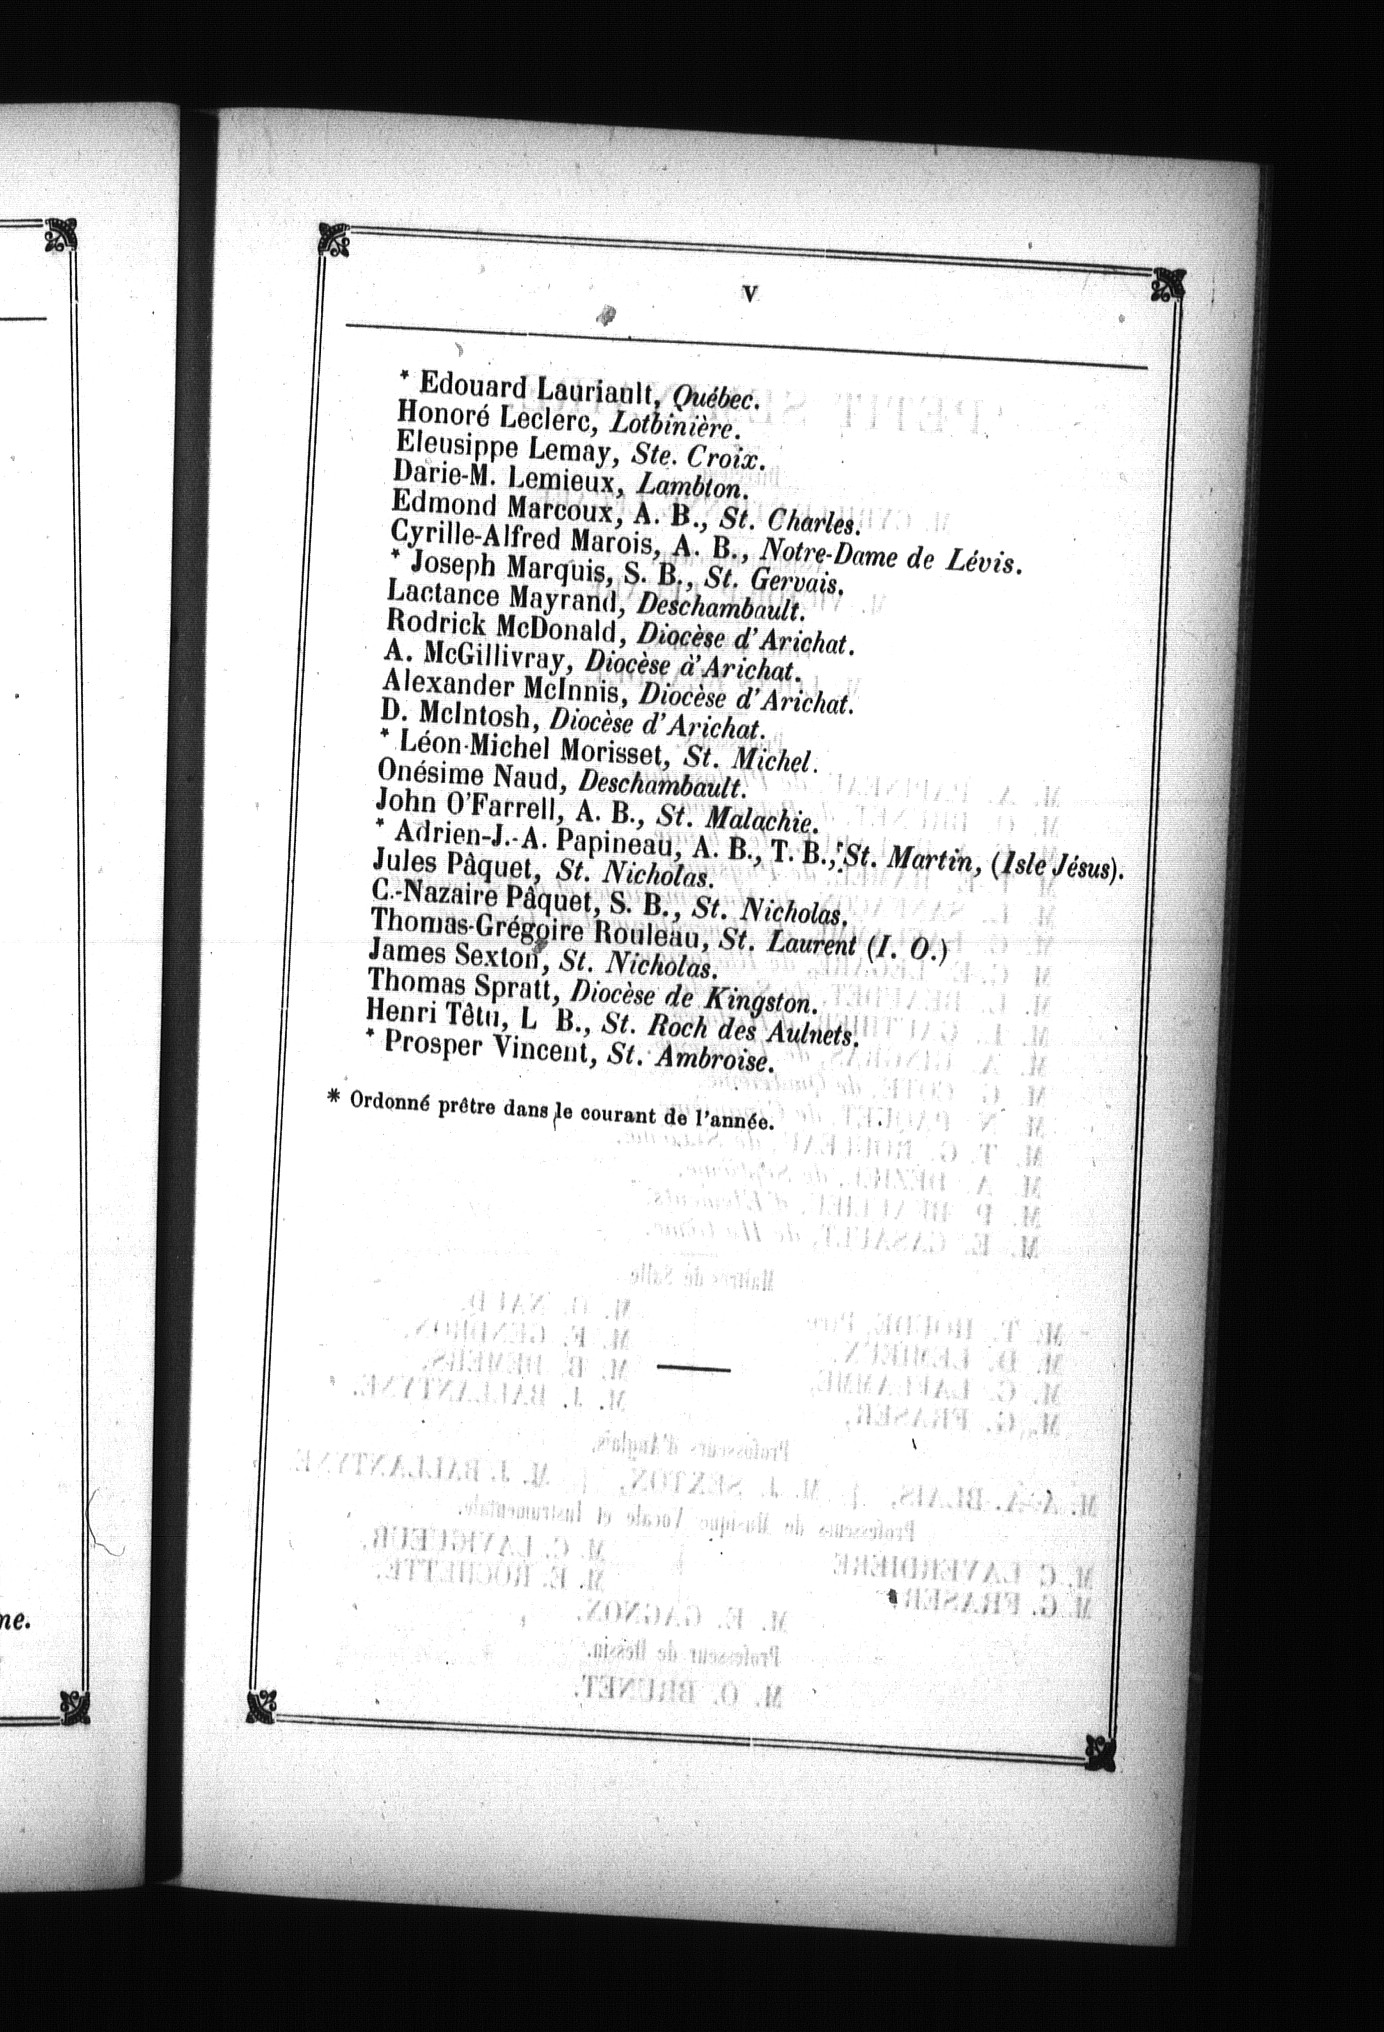 V
* Edouard Lauriault, Québec.
Honoré Leclerc, Lotbinière.
Eleusippe Lemay, Ste. Croix.
Darie-M. Lemieux, Lambton.
Edmond Marcoux, A. B., St. Charles.
Cyrille-Alfred Marois, A. B., Notre-Dame de Lévis.
* Joseph Marquis, S. B., St. Gervais.
Lactance Mayrand, Deschambault.
Rodrick McDonald, Diocèse d'Arichat.
A. McGillivray, Diocèse d'Arichat.
Alexander McInnis, Diocèse d'Arichat.
D. McIntosh, Diocèse d'Arichat.
* Léon-Michel Morisset, St. Michel.
Onésime Naud, Deschambault.
John O'Farrell, A. B., St. Malachie.
* Adrien-J.-A. Papineau, A. B., T. B., St. Martin, (Isle Jésus).
Jules Pâquet, St. Nicholas.
C.-Nazaire Pâquet, S. B., St. Nicholas.
Thomas-Grégoire Rouleau, St. Laurent (I. O.)
James Sexton, St. Nicholas.
Thomas Spratt, Diocèse de Kingston.
Henri Têtu, L B., St. Roch des Aulnets.
* Prosper Vincent, St. Ambroise.
* Ordonné prêtre dans le courant de l'année.